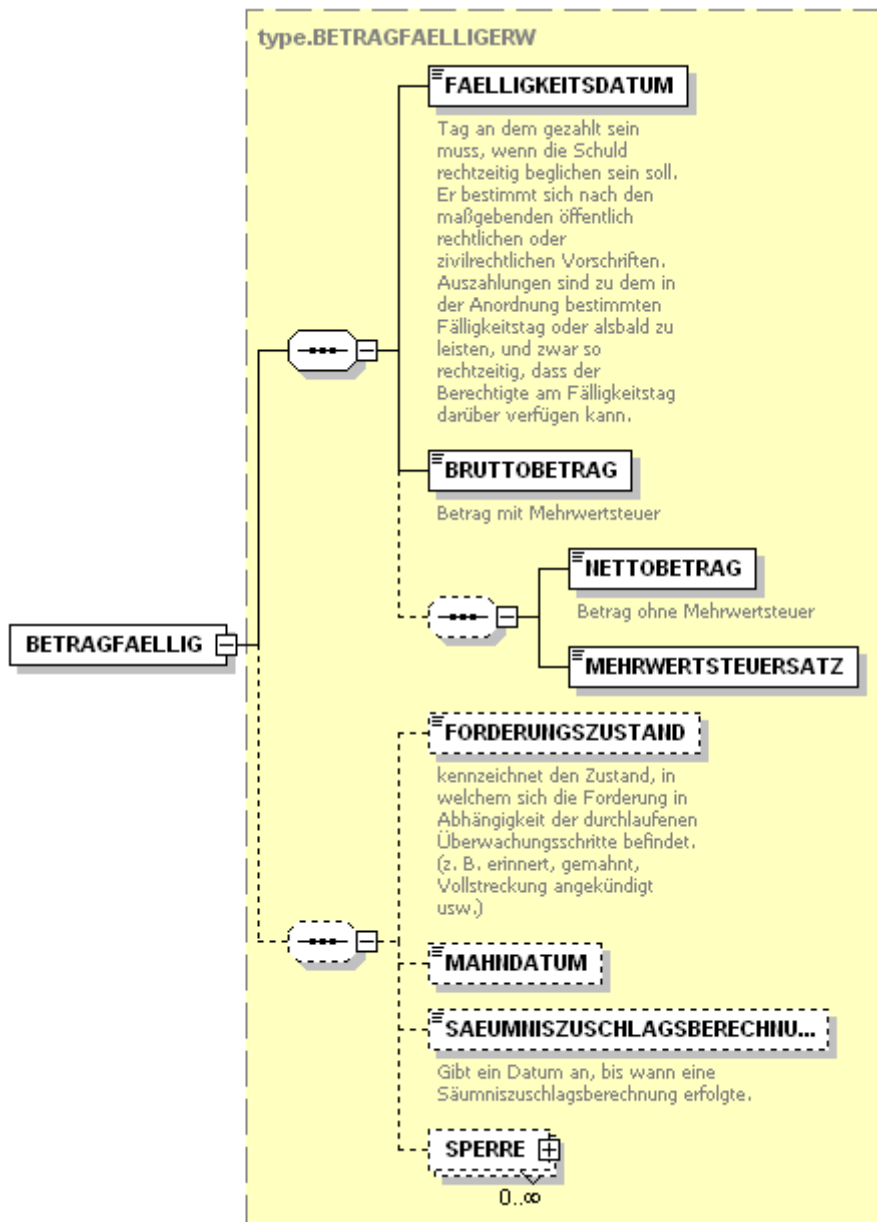 type.BETRAGFAELLIGERW
FAELLIGKEITSDATUM
Tag an dem gezahlt sein
muss, wenn die Schuld
rechtzeitig beglichen sein soll.
Er bestimmt sich nach den
maßgebenden öffentlich
rechtlichen oder
zivilrechtlichen Vorschriften.
Auszahlungen sind zu dem in
der Anordnung bestimmten
Fälligkeitstag oder alsbald zu
leisten, und zwar so
rechtzeitig, dass der
Berechtigte am Fälligkeitstag
darüber verfügen kann.
BRUTTOBETRAG
Betrag mit Mehrwertsteuer
NETTOBETRAG
Betrag ohne Mehrwertsteuer
BETRAGFAELLIG
MEHRWERTSTEUERSATZ
FORDERUNGSZUSTAND
kennzeichnet den Zustand, in
welchem sich die Forderung in
Abhängigkeit der durchlaufenen
Überwachungsschritte befindet.
(z. B. erinnert, gemahnt,
Vollstreckung angekündigt
usw.)
MAHNDATUM
SAEUMNISZUSCHLAGSBERECHNU...
Gibt ein Datum an, bis wann eine
Säumniszuschlagsberechnung erfolgte.
SPERRE
0..∞